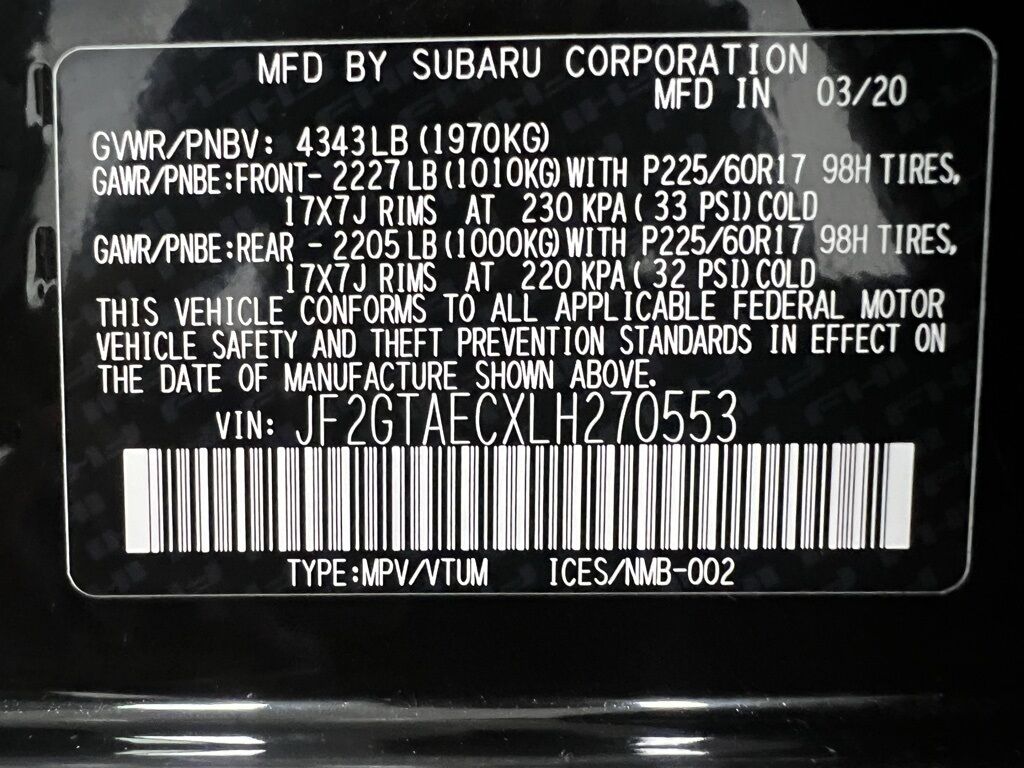 MFD BY SUBARU CORPORATION
MFD IN 03/20
GVWR/PNBV: 4343LB (1970KG)
GAWR/PNBE:FRONT- 2227LB (1010KG) WITH P225/60R17 98H TIRES,
17X7J RIMS AT 230 KPA( 33 PSI) COLD
GAWR/PNBE:REAR - 2205LB (1000KG) WITH P225/60R17 98H TIRES,
17X7J RIMS AT 220 KPA( 32 PSI) COLD
THIS VEHICLE CONFORMS TO ALL APPLICABLE FEDERAL MOTOR
VEHICLE SAFETY AND THEFT PREVENTION STANDARDS IN EFFECT ON
THE DATE OF MANUFACTURE SHOWN ABOVE.
VIN: JF2GTAECXLH270553
TYPE:MPV/VTUM ICES/NMB-002